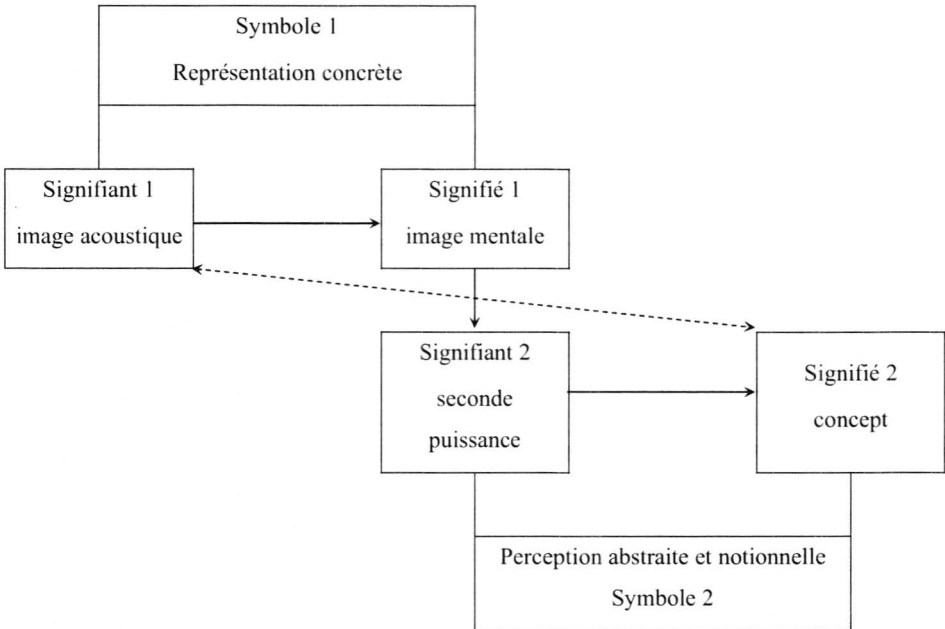 Symbole 1
Représentation concrète
Signifiant 1
image acoustique
Signifié 1
image mentale
Signifiant 2
seconde
puissance
Signifié 2
concept
Perception abstraite et notionnelle
Symbole 2